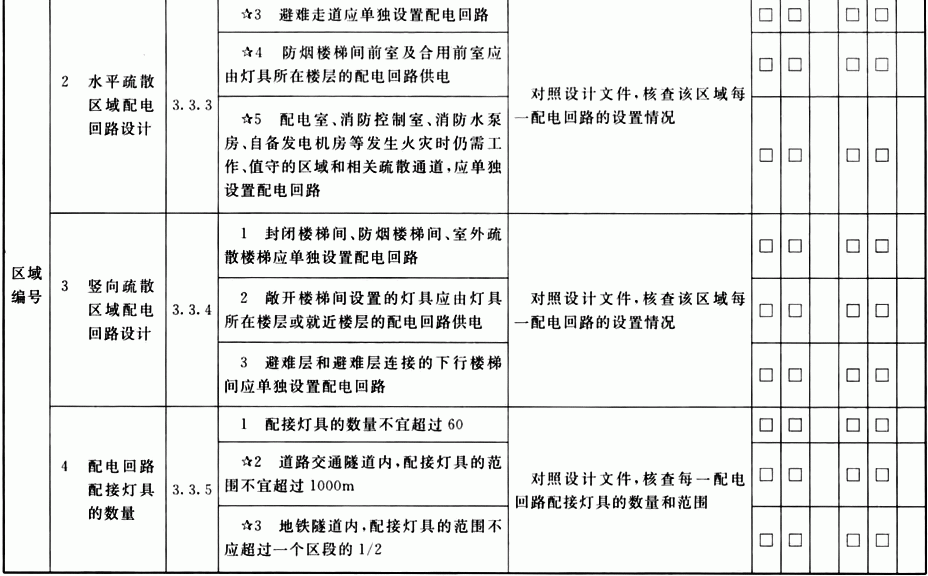 ☆3 避难走道应单独设置配电回路
☆4 防烟楼梯间前室及合用前室应
由灯具所在楼层的配电回路供电
2 水平疏散
区域配电
回路设计
3.3.3
☆5 配电室、消防控制室、消防水泵
房、自备发电机房等发生火灾时仍需工
作、值守的区域和相关疏散通道,应单独
设置配电回路
对照设计文件,核查该区域每
一配电回路的设置情况
□ □ □ □
□ □ □ □
□ □ □ □
区域
编号
3 竖向疏散
区域配电
回路设计
3.3.4
1 封闭楼梯间、防烟楼梯间、室外疏
散楼梯应单独设置配电回路
2 敞开楼梯间设置的灯具应由灯具
所在楼层或就近楼层的配电回路供电
3 避难层和避难层连接的下行楼梯
间应单独设置配电回路
对照设计文件,核查该区域每
一配电回路的设置情况
□ □ □ □
□ □ □ □
□ □ □ □
4 配电回路
配接灯具
的数量
3.3.5
1 配接灯具的数量不宜超过 60
☆2 道路交通隧道内,配接灯具的范
围不宜超过 1000m
☆3 地铁隧道内,配接灯具的范围不
应超过一个区段的 1/2
对照设计文件,核查每一配电
回路配接灯具的数量和范围
□ □ □ □
□ □ □ □
□ □ □ □